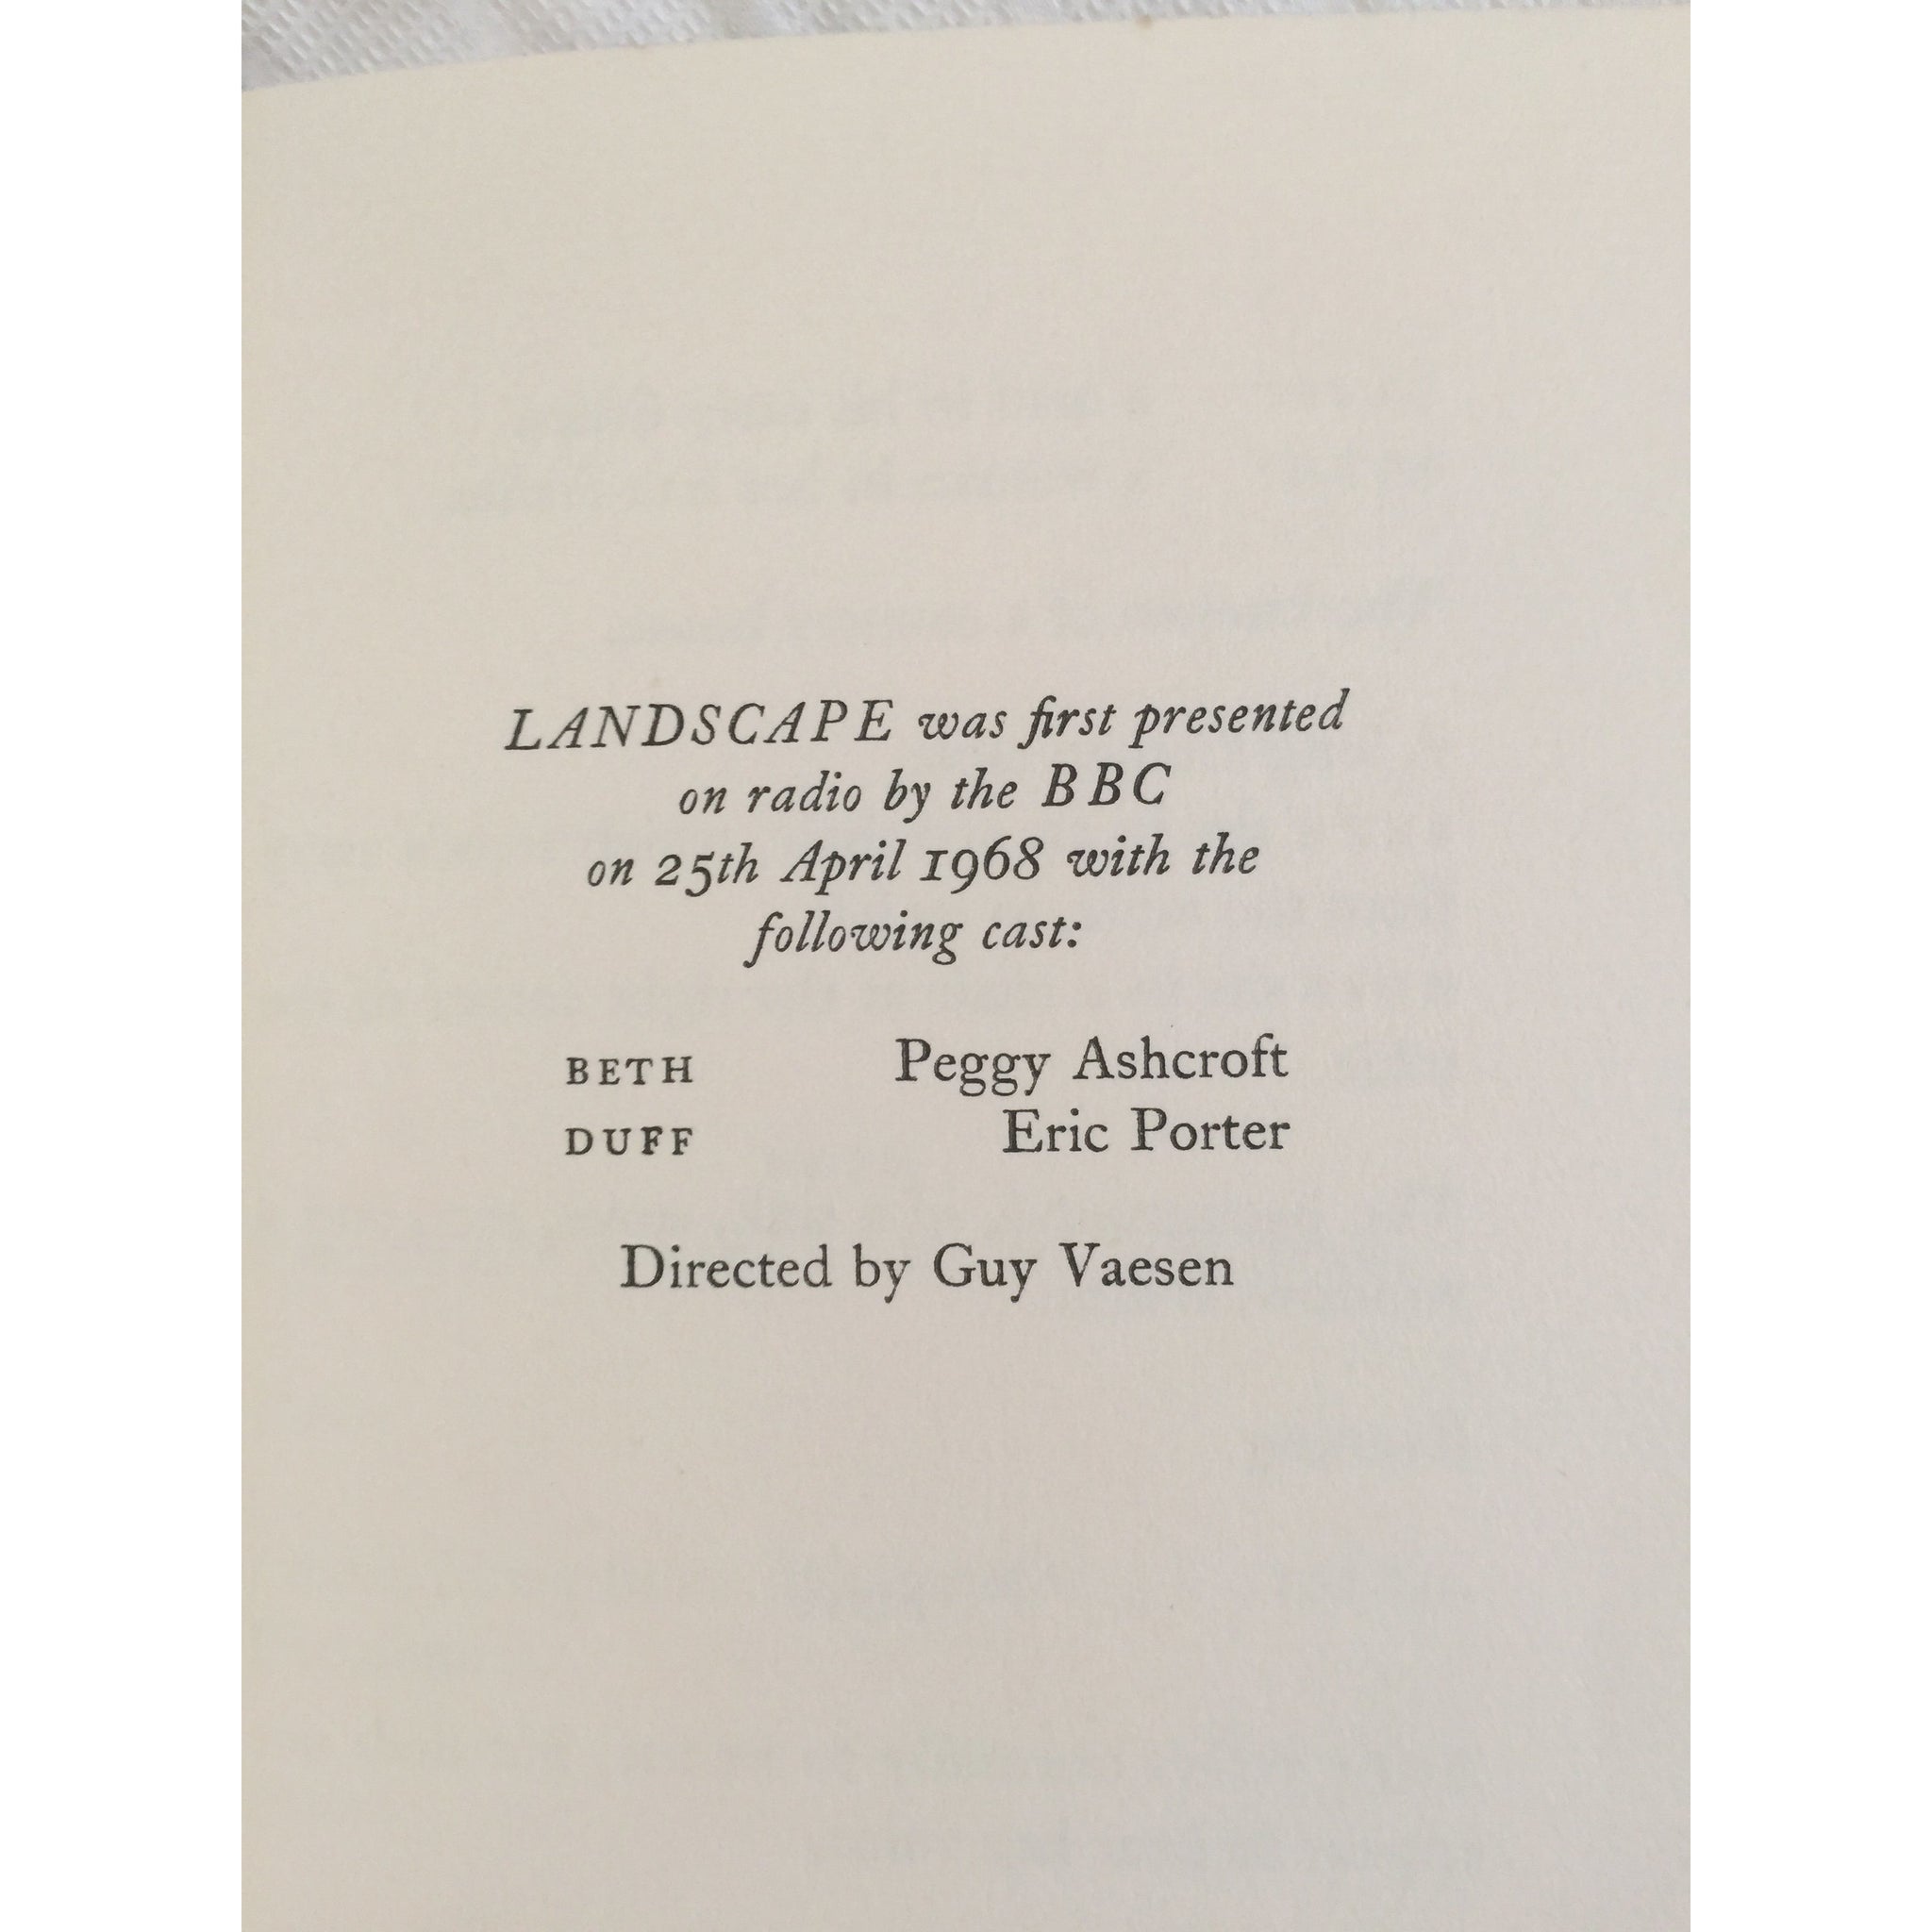 LANDSCAPE was first presented
on radio by the BBC
on 25th April 1968 with the
following cast:
BETH Peggy Ashcroft
DUFF Eric Porter
Directed by Guy Vaesen